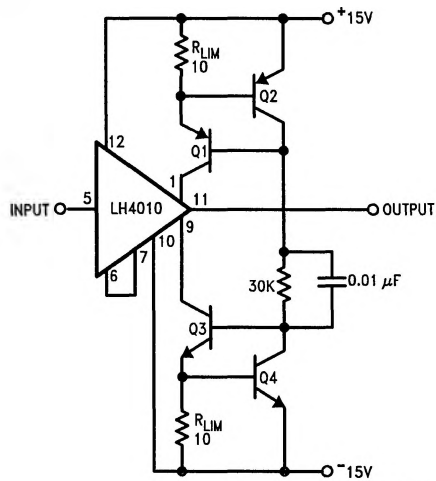 +15V
RLIM
10
Q2
12
Q1
1
INPUT
5
LH4010
11
OUTPUT
10
9
7
6
30K
0.01 μF
Q3
Q4
RLIM
10
-15V